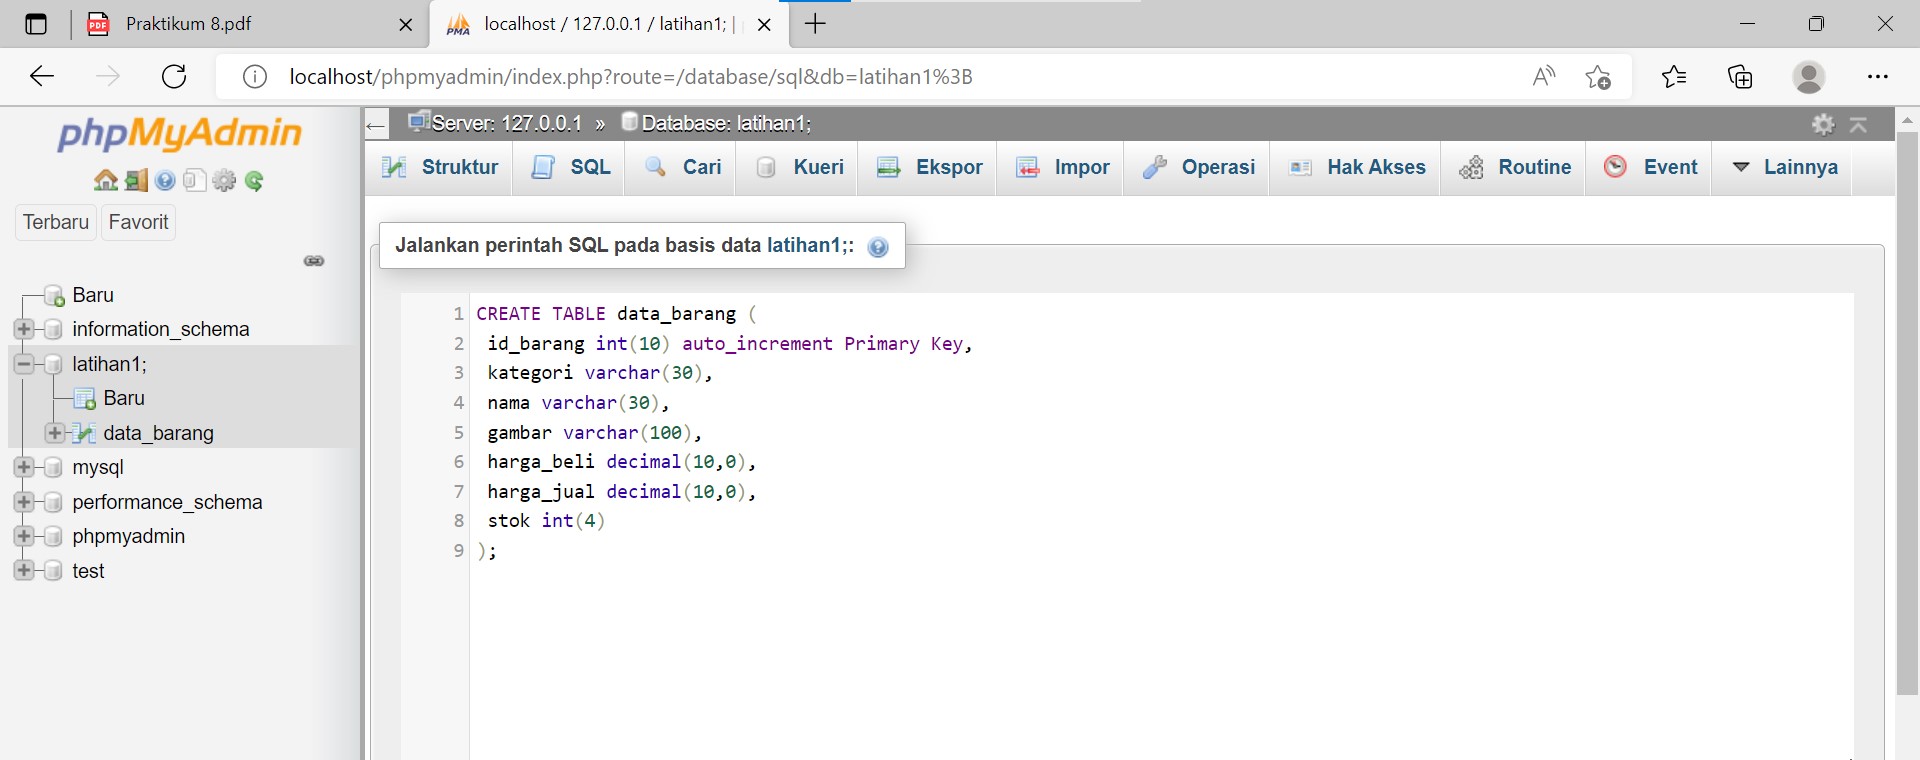 Praktikum 8.pdf
localhost / 127.0.0.1 / latihan1; |
localhost/phpmyadmin/index.php?route=/database/sql&db=latihan1%3B
phpMyAdmin
Terbaru
Favorit
Baru
information_schema
latihan1;
Baru
data_barang
mysql
performance_schema
phpmyadmin
test
Server: 127.0.0.1 » Database: latihan1;
Struktur SQL Cari Kueri Ekspor Impor Operasi Hak Akses Routine Event Lainnya
Jalankan perintah SQL pada basis data latihan1;:
1 CREATE TABLE data_barang (
2 id_barang int(10) auto_increment Primary Key,
3 kategori varchar(30),
4 nama varchar(30),
5 gambar varchar(100),
6 harga_beli decimal(10,0),
7 harga_jual decimal(10,0),
8 stok int(4)
9 );